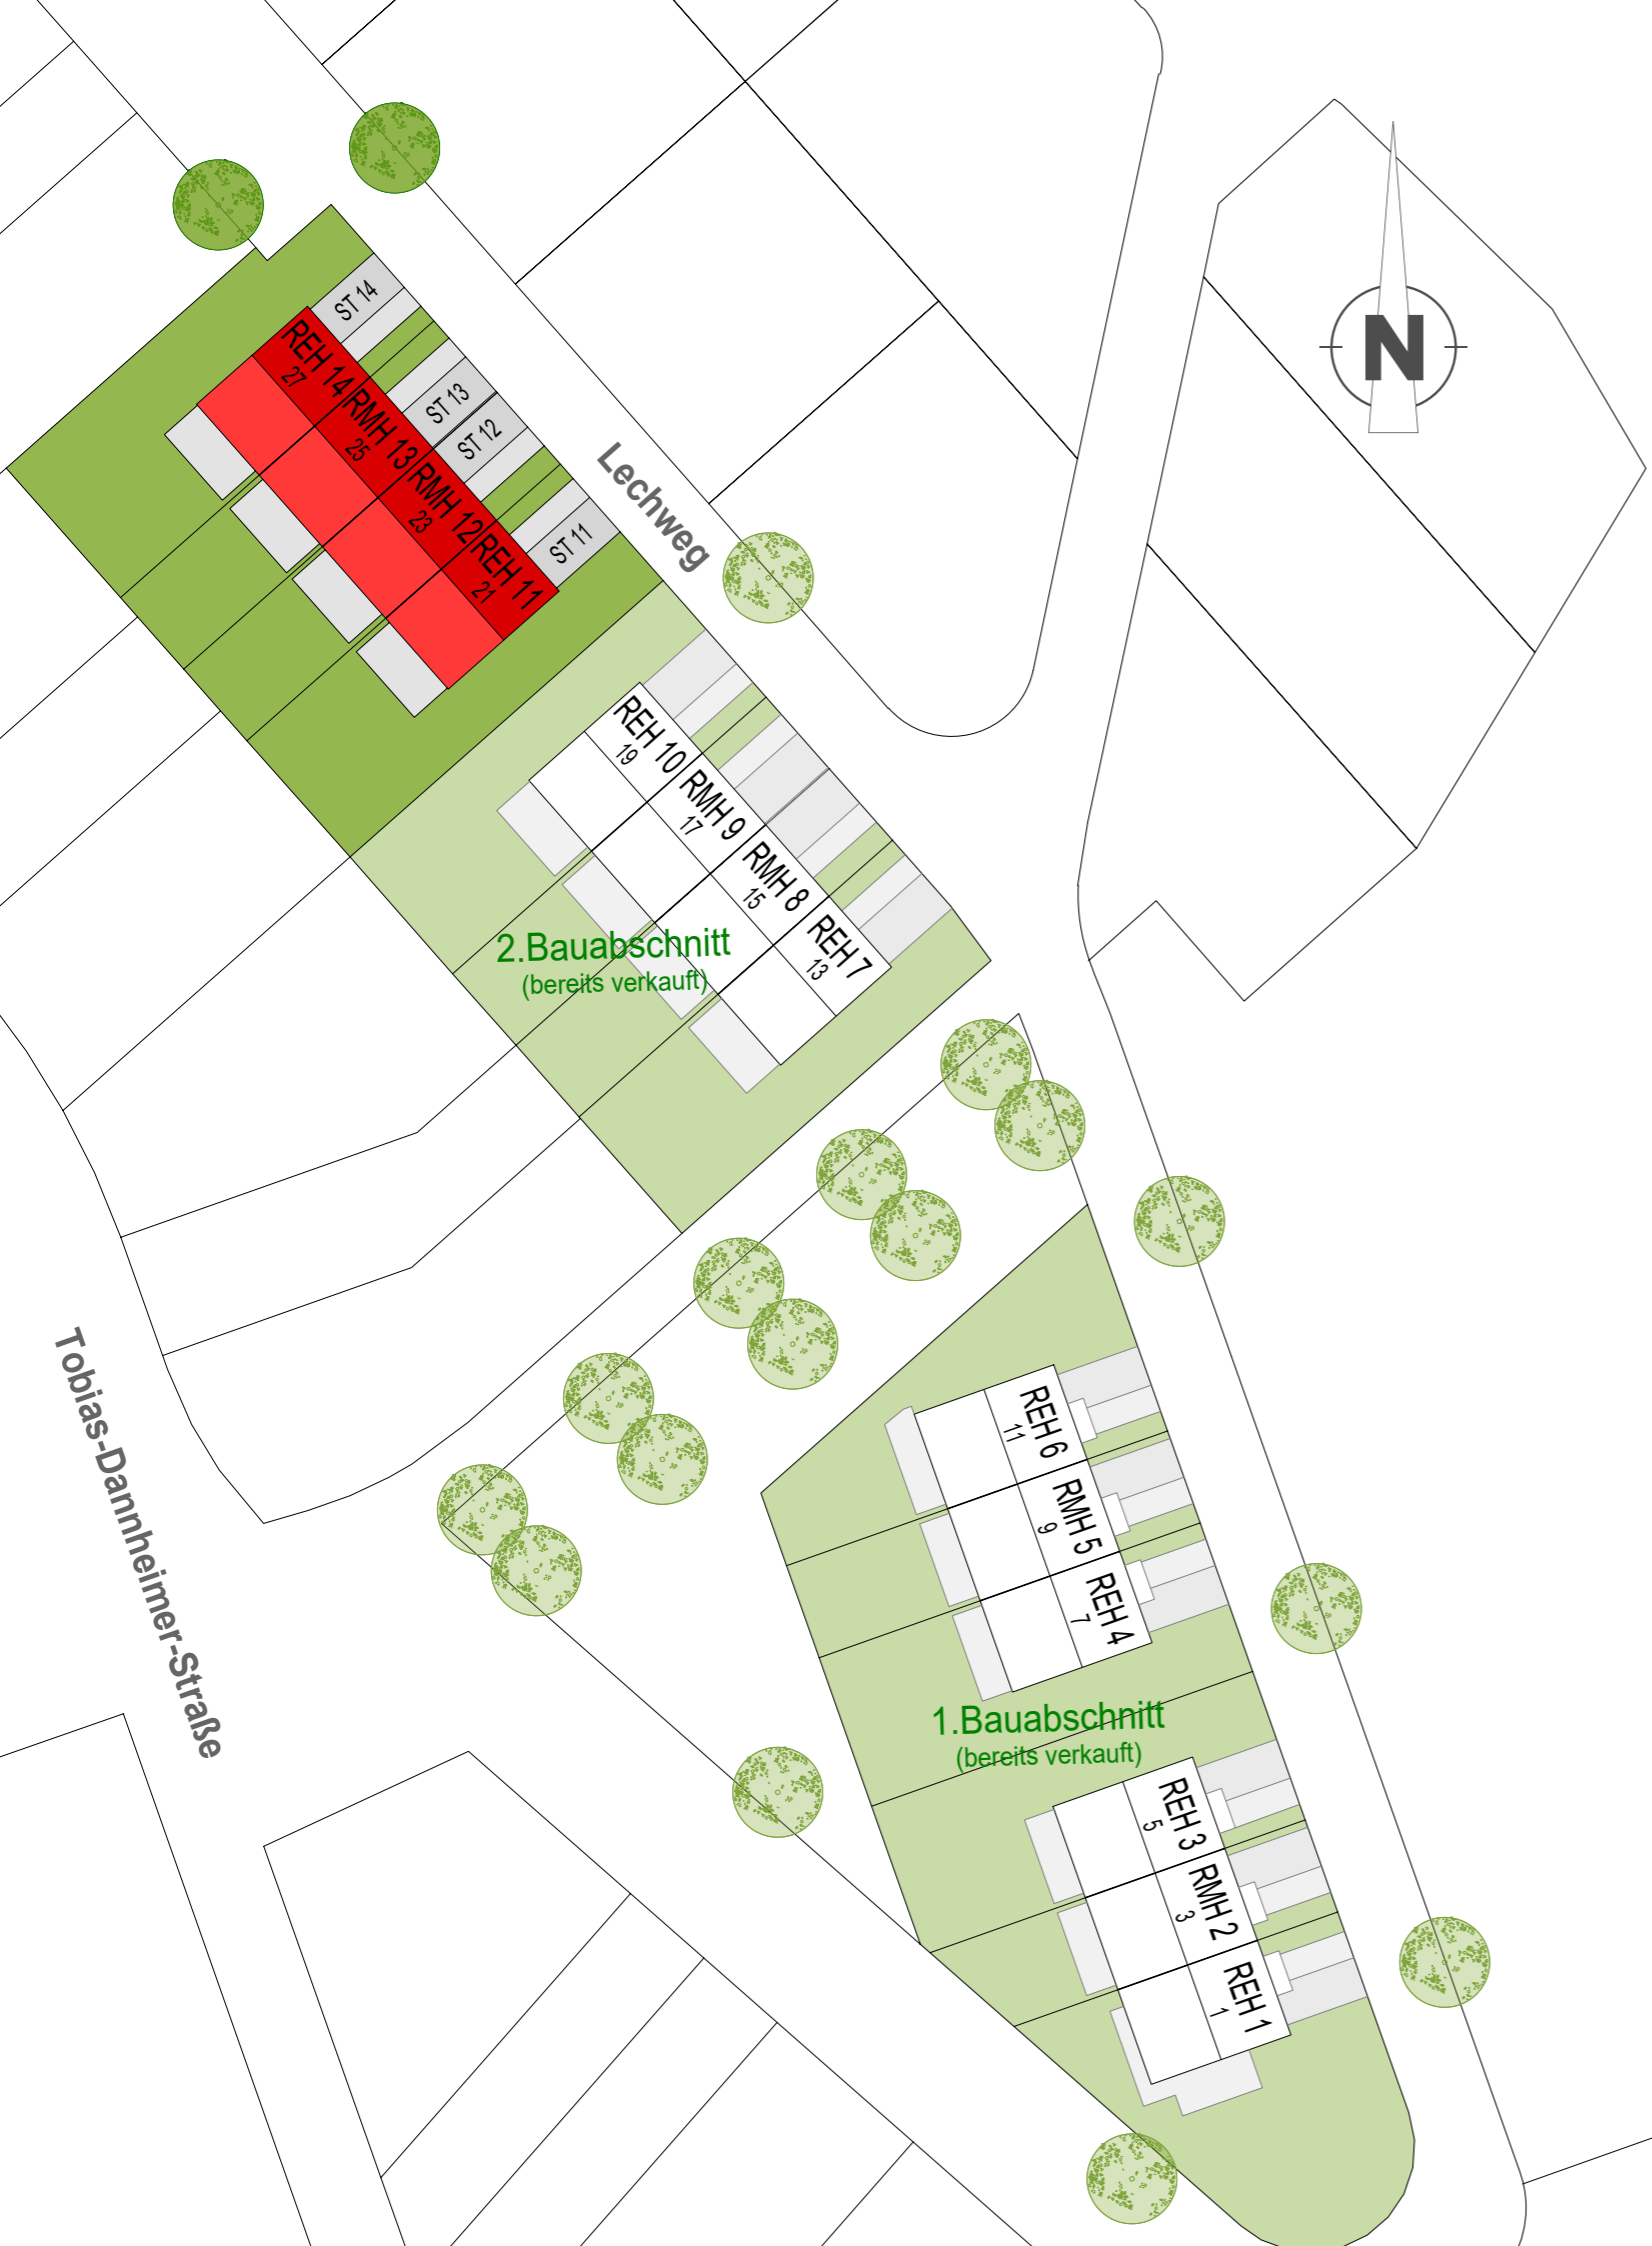 N
ST 14
REH 14
27
ST 13
RMH 13
25
ST 12
RMH 12
23
ST 11
REH 11
21
Lechweg
REH 10
19
RMH 9
17
RMH 8
15
REH 7
13
2.Bauabschnitt
(bereits verkauft)
REH 6
11
RMH 5
9
REH 4
7
Tobias-Dannheimer-Straße
1.Bauabschnitt
(bereits verkauft)
REH 3
5
RMH 2
3
REH 1
1